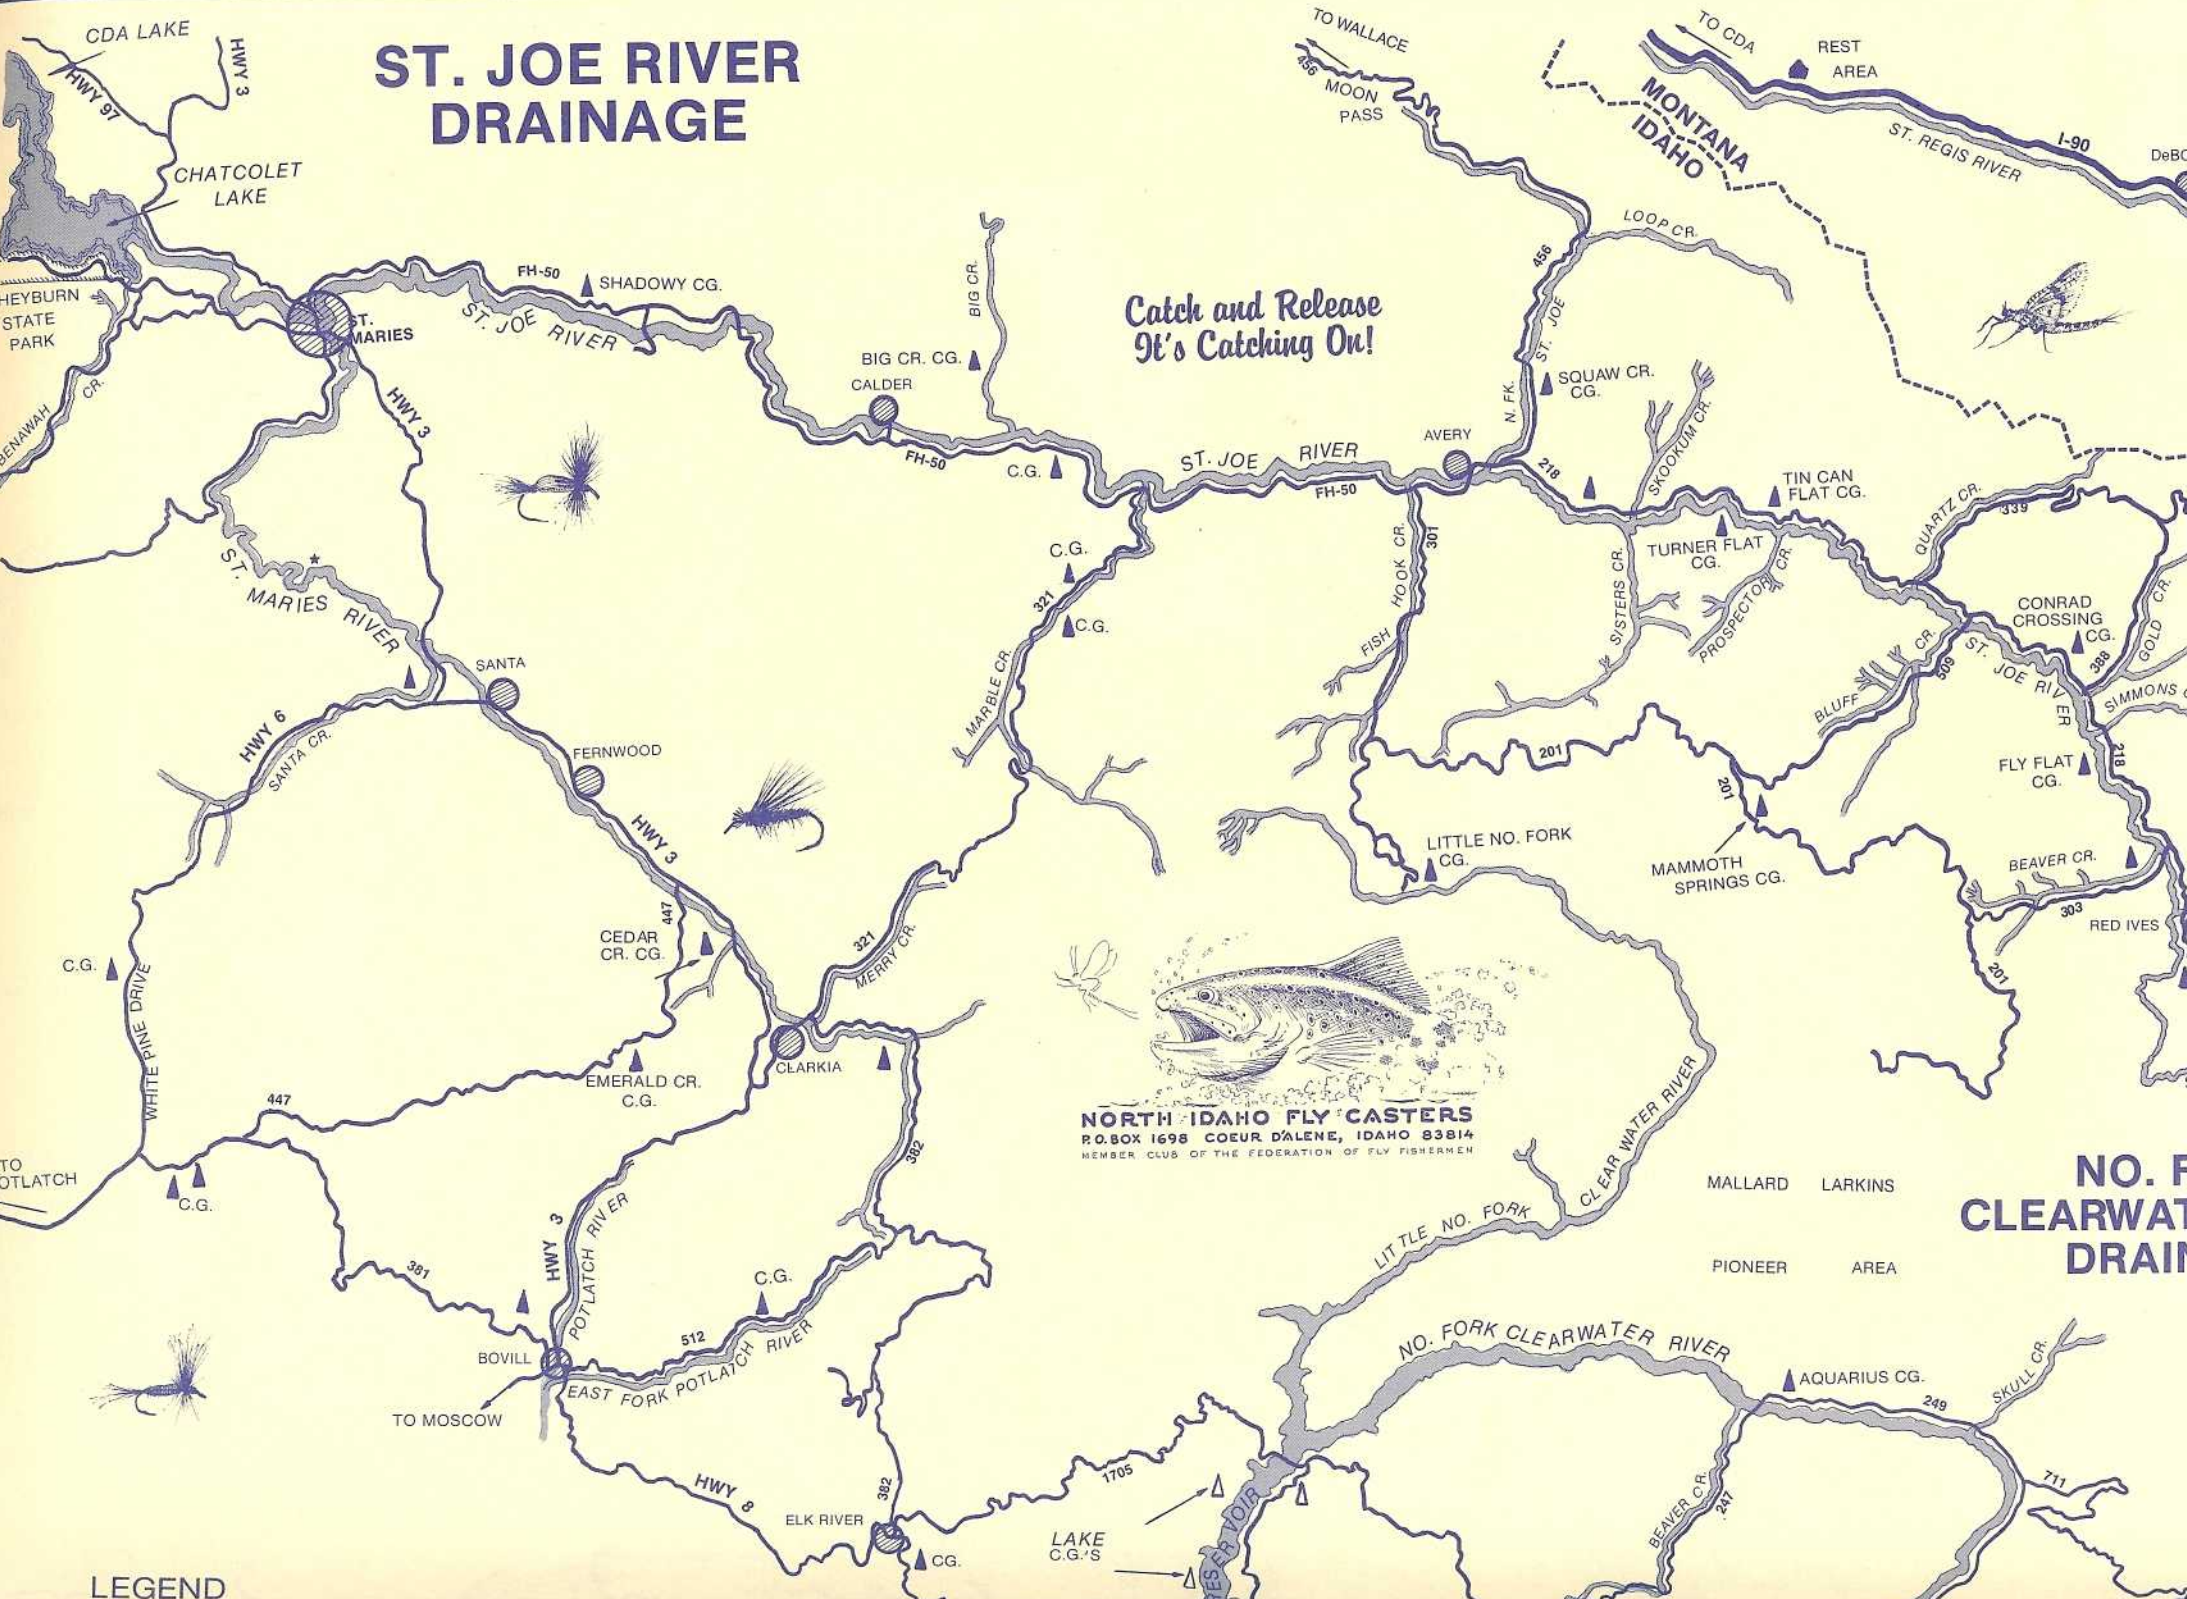 CDA LAKE
HWY 3
HWY 97
ST. JOE RIVER
DRAINAGE
CHATCOLET
LAKE
TO WALLACE
456
MOON
PASS
TO CDA
REST
AREA
MONTANA
IDAHO
I-90
ST. REGIS RIVER
LOOP CR.
HEYBURN
STATE
PARK
ST.
MARIES
FH-50
SHADOWY CG.
ST. JOE RIVER
BIG CR.
BIG CR. CG.
CALDER
FH-50
C.G.
Catch and Release
It's Catching On!
456
N. FK. ST. JOE
SQUAW CR.
CG.
AVERY
ST. JOE RIVER
FH-50
218
SKOOKUM CR.
TIN CAN
FLAT CG.
TURNER FLAT
CG.
QUARTZ CR.
339
BENAWAH CR.
HWY 3
ST. MARIES RIVER
*
SANTA
HWY 6
SANTA CR.
FERNWOOD
HWY 3
C.G.
321
C.G.
MARBLE CR.
FISH HOOK CR.
301
SISTERS CR.
PROSPECTOR CR.
CONRAD
CROSSING
CG.
388
GOLD CR.
SIMMONS
BLUFF CR.
509
ST. JOE RIVER
218
FLY FLAT
CG.
201
201
MAMMOTH
SPRINGS CG.
LITTLE NO. FORK
CG.
BEAVER CR.
303
RED IVES
201
447
CEDAR
CR. CG.
321
MERRY CR.
C.G.
WHITE PINE DRIVE
CLARKIA
EMERALD CR.
C.G.
447
TO
C.G.
382
NORTH IDAHO FLY CASTERS
P.O.BOX 1698 COEUR D'ALENE, IDAHO 83814
MEMBER CLUB OF THE FEDERATION OF FLY FISHERMEN
LITTLE NO. FORK CLEARWATER RIVER
MALLARD LARKINS
PIONEER AREA
NO.
HWY 3
POTLATCH RIVER
381
C.G.
512
BOVILL
EAST FORK POTLATCH RIVER
TO MOSCOW
NO. FORK CLEARWATER RIVER
AQUARIUS CG.
249
SKULL CR.
HWY 8
382
1705
ELK RIVER
CG.
LAKE
C.G.'S
BEAVER CR.
247
711
LEGEND